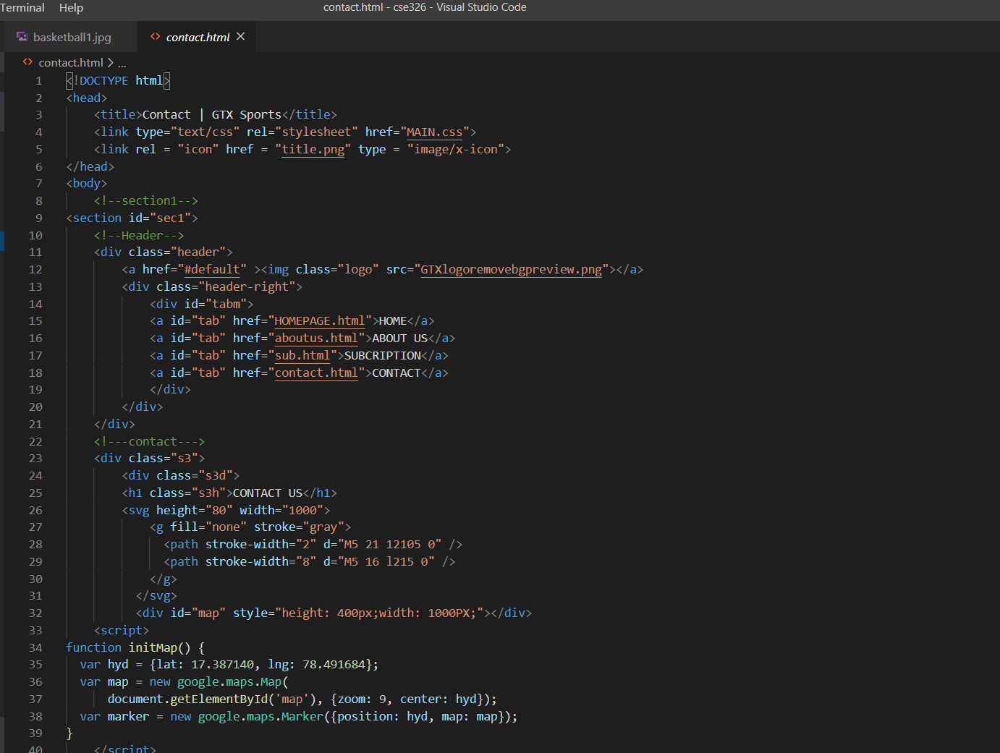 Terminal Help contact.html - cse326 - Visual Studio Code
basketball1.jpg contact.html
contact.html > ...
1 <!DOCTYPE html>
2 <head>
3 <title>Contact | GTX Sports</title>
4 <link type="text/css" rel="stylesheet" href="MAIN.css">
5 <link rel = "icon" href = "title.png" type = "image/x-icon">
6 </head>
7 <body>
8 <!--section1-->
9 <section id="sec1">
10 <!--Header-->
11 <div class="header">
12 <a href="#default" ><img class="logo" src="GTXlogoremovebgpreview.png"></a>
13 <div class="header-right">
14 <div id="tabm">
15 <a id="tab" href="HOMEPAGE.html">HOME</a>
16 <a id="tab" href="aboutus.html">ABOUT US</a>
17 <a id="tab" href="sub.html">SUBCRIPTION</a>
18 <a id="tab" href="contact.html">CONTACT</a>
19 </div>
20 </div>
21 </div>
22 <!---contact--->
23 <div class="s3">
24 <div class="s3d">
25 <h1 class="s3h">CONTACT US</h1>
26 <svg height="80" width="1000">
27 <g fill="none" stroke="gray">
28 <path stroke-width="2" d="M5 21 12105 0" />
29 <path stroke-width="8" d="M5 16 l215 0" />
30 </g>
31 </svg>
32 <div id="map" style="height: 400px;width: 1000PX;"></div>
33 <script>
34 function initMap() {
35 var hyd = {lat: 17.387140, lng: 78.491684};
36 var map = new google.maps.Map(
37 document.getElementById('map'), {zoom: 9, center: hyd});
38 var marker = new google.maps.Marker({position: hyd, map: map});
39 }
40 </script>